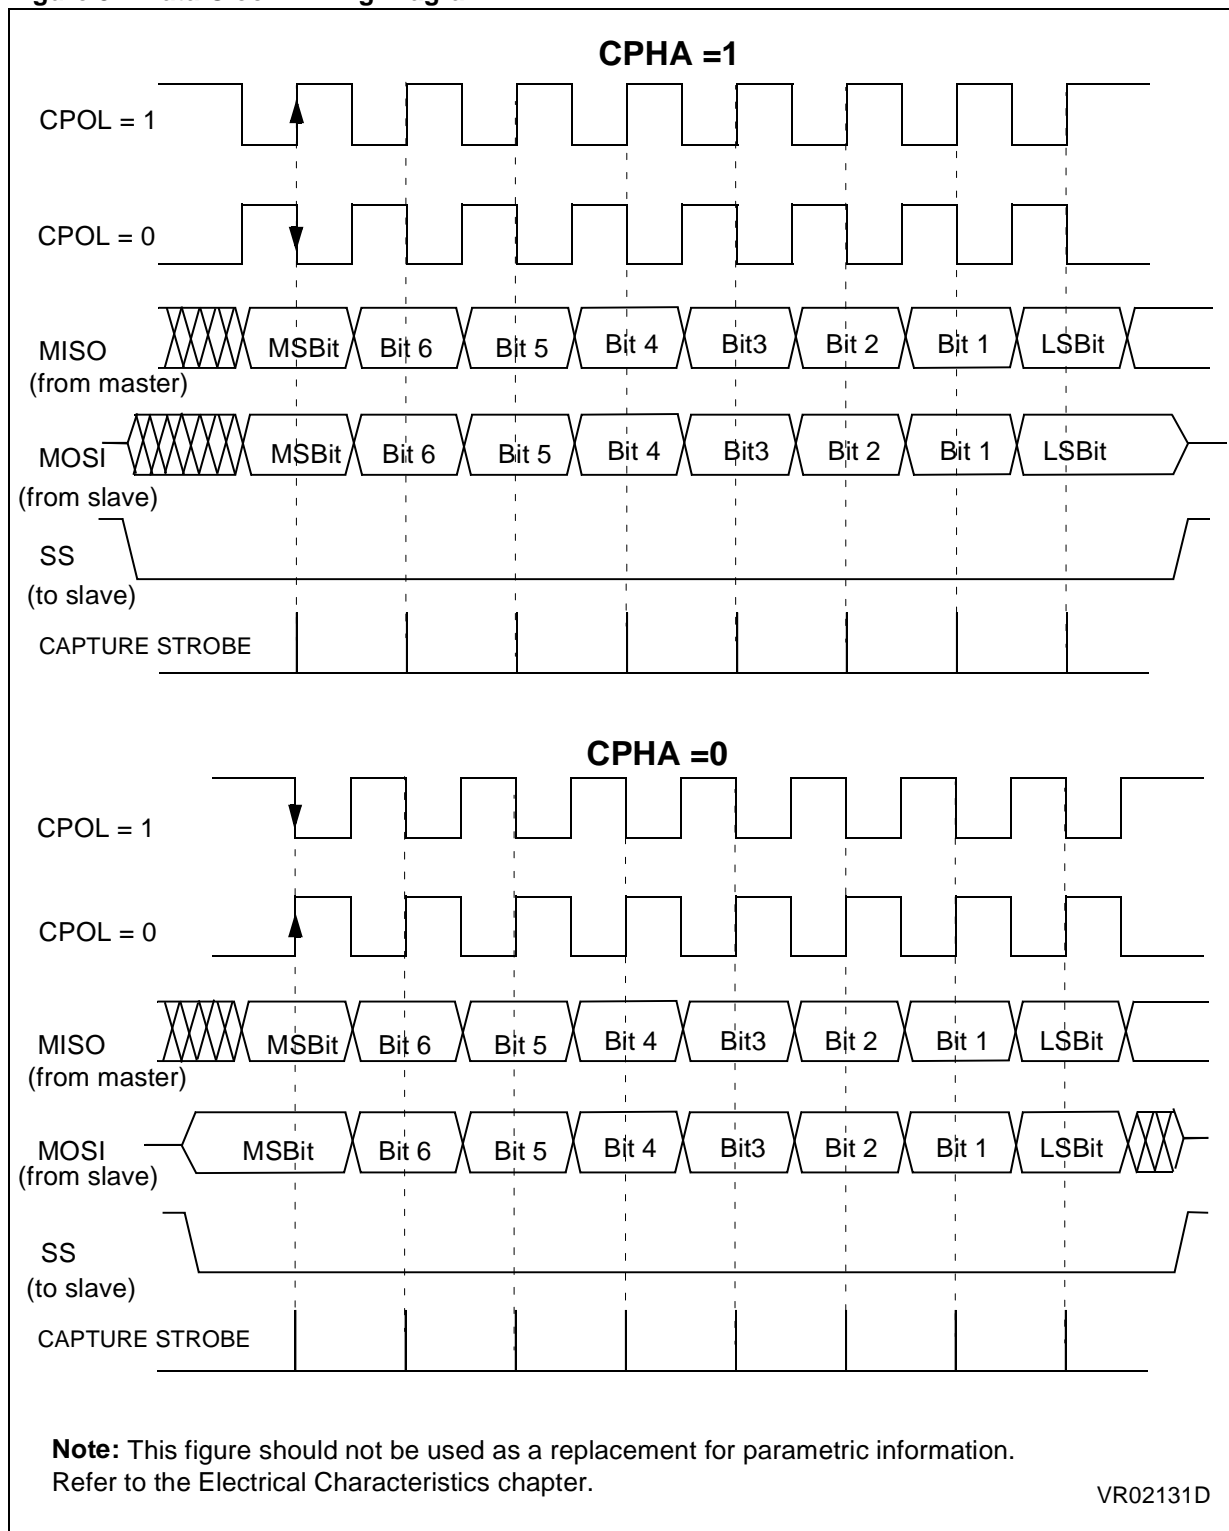 CPHA =1
CPOL = 1
CPOL = 0
MISO
(from master)
MSBit Bit 6 Bit 5 Bit 4 Bit3 Bit 2 Bit 1 LSBit
MOSI
(from slave)
MSBit Bit 6 Bit 5 Bit 4 Bit3 Bit 2 Bit 1 LSBit
SS
(to slave)
CAPTURE STROBE
CPHA =0
CPOL = 1
CPOL = 0
MISO
(from master)
MSBit Bit 6 Bit 5 Bit 4 Bit3 Bit 2 Bit 1 LSBit
MOSI
(from slave)
MSBit Bit 6 Bit 5 Bit 4 Bit3 Bit 2 Bit 1 LSBit
SS
(to slave)
CAPTURE STROBE
Note: This figure should not be used as a replacement for parametric information.
Refer to the Electrical Characteristics chapter.
VR02131D